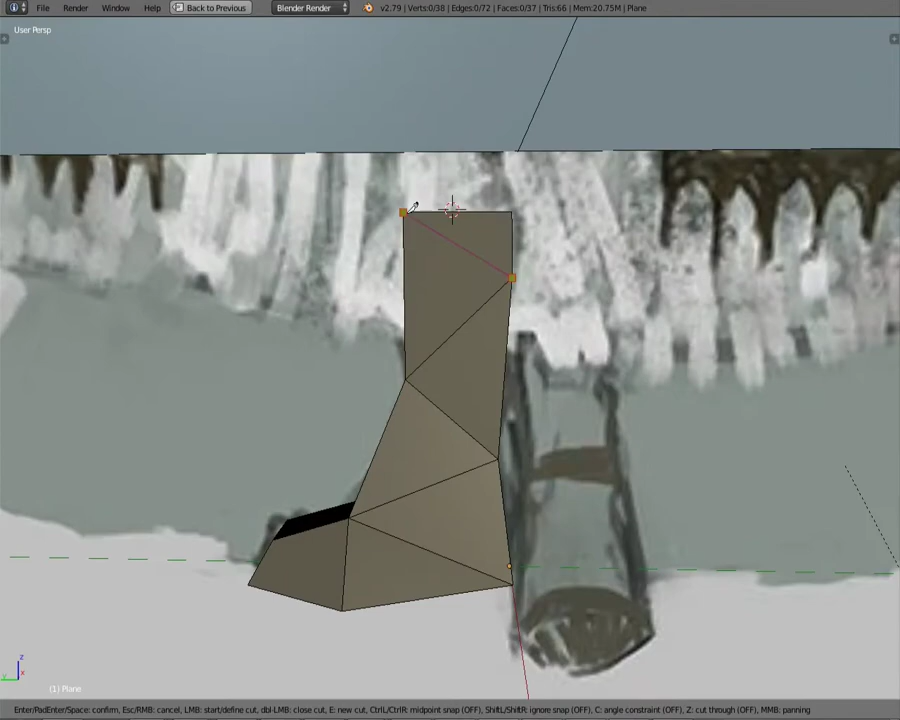 File Render Window Help Back to Previous Blender Render v2.79 | Verts:0/38 | Edges:0/72 | Faces:0/37 | Tris:66 | Mem:20.75M | Plane
User Persp
z
x
y
(1) Plane
Enter/PadEnter/Space: confirm, Esc/RMB: cancel, LMB: start/define cut, dbl-LMB: close cut, E: new cut, CtrlL/CtrlR: midpoint snap (OFF), ShiftL/ShiftR: ignore snap (OFF), C: angle constraint (OFF), Z: cut through (OFF), MMB: panning